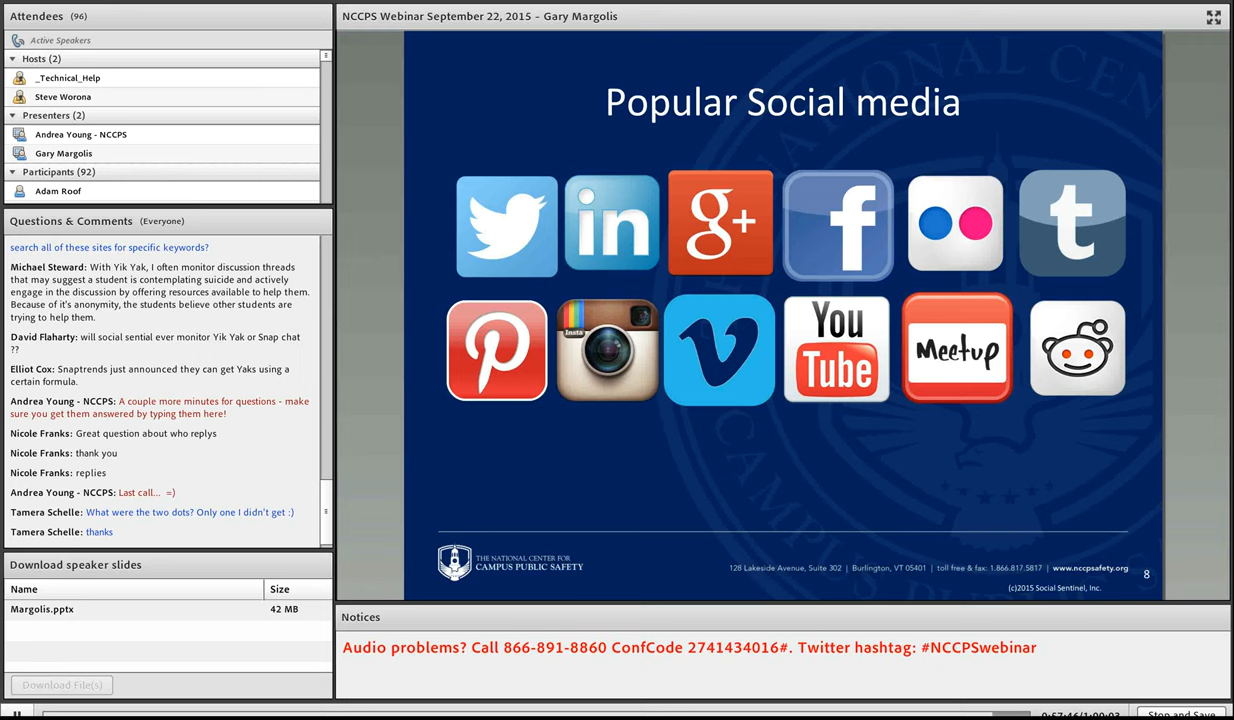 Attendees (96)
Active Speakers
Hosts (2)
_Technical_Help
Steve Worona
Presenters (2)
Andrea Young - NCCPS
Gary Margolis
Participants (92)
Adam Roof
Questions & Comments (Everyone)
search all of these sites for specific keywords?
Michael Steward: With Yik Yak, I often monitor discussion threads
that may suggest a student is contemplating suicide and actively
engage in the discussion by offering resources available to help them.
Because of it's anonymity, the students believe other students are
trying to help them.
David Flaharty: will social sential ever monitor Yik Yak or Snap chat
??
Elliot Cox: Snaptrends just announced they can get Yaks using a
certain formula.
Andrea Young - NCCPS: A couple more minutes for questions - make
sure you get them answered by typing them here!
Nicole Franks: Great question about who replys
Nicole Franks: thank you
Nicole Franks: replies
Andrea Young - NCCPS: Last call... =)
Tamera Schelle: What were the two dots? Only one I didn't get :)
Tamera Schelle: thanks
Download speaker slides
Name Size
Margolis.pptx 42 MB
Download File(s)
NCCPS Webinar September 22, 2015 - Gary Margolis
Popular Social media
in g+ f t
Insta You
Tube Meetup
THE NATIONAL CENTER FOR
CAMPUS PUBLIC SAFETY
128 Lakeside Avenue, Suite 302 | Burlington, VT 05401 | toll free & fax: 1.866.817.5817 | www.nccpsafety.org
8
(c)2015 Social Sentinel, Inc.
Notices
Audio problems? Call 866-891-8860 ConfCode 2741434016#. Twitter hashtag: #NCCPSwebinar
0:57:46/1:00:03 Stop and Save